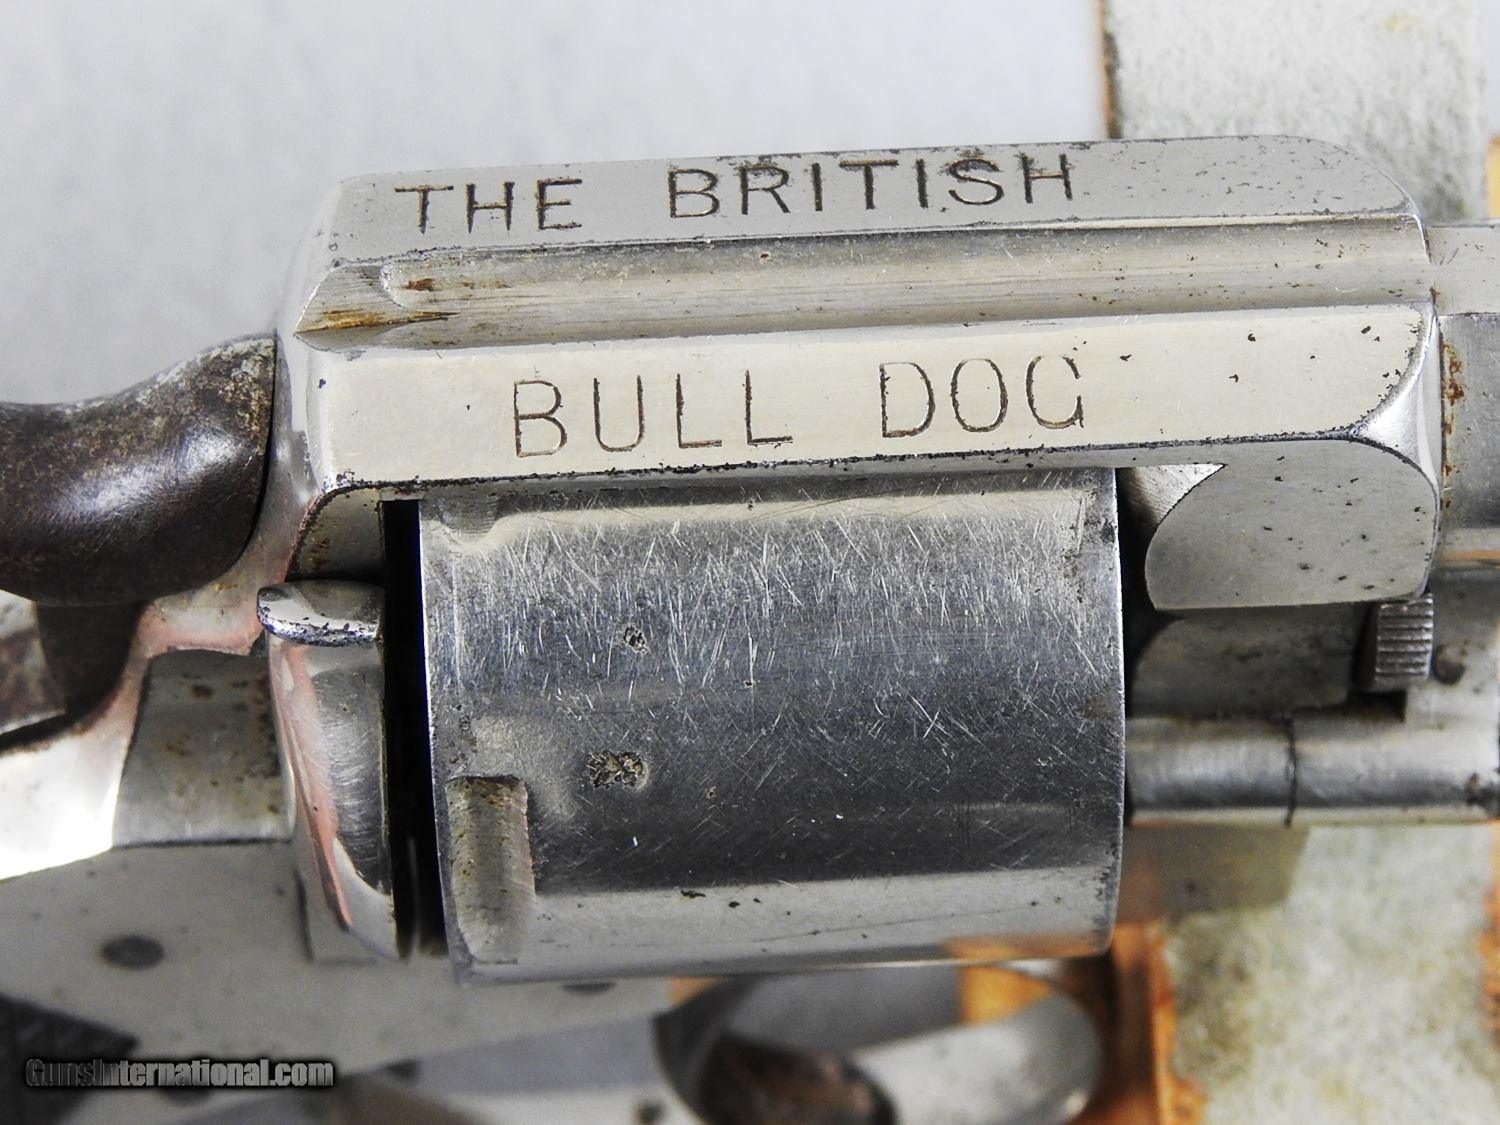 THE BRITISH
BULL DOG
GunsInternational.com